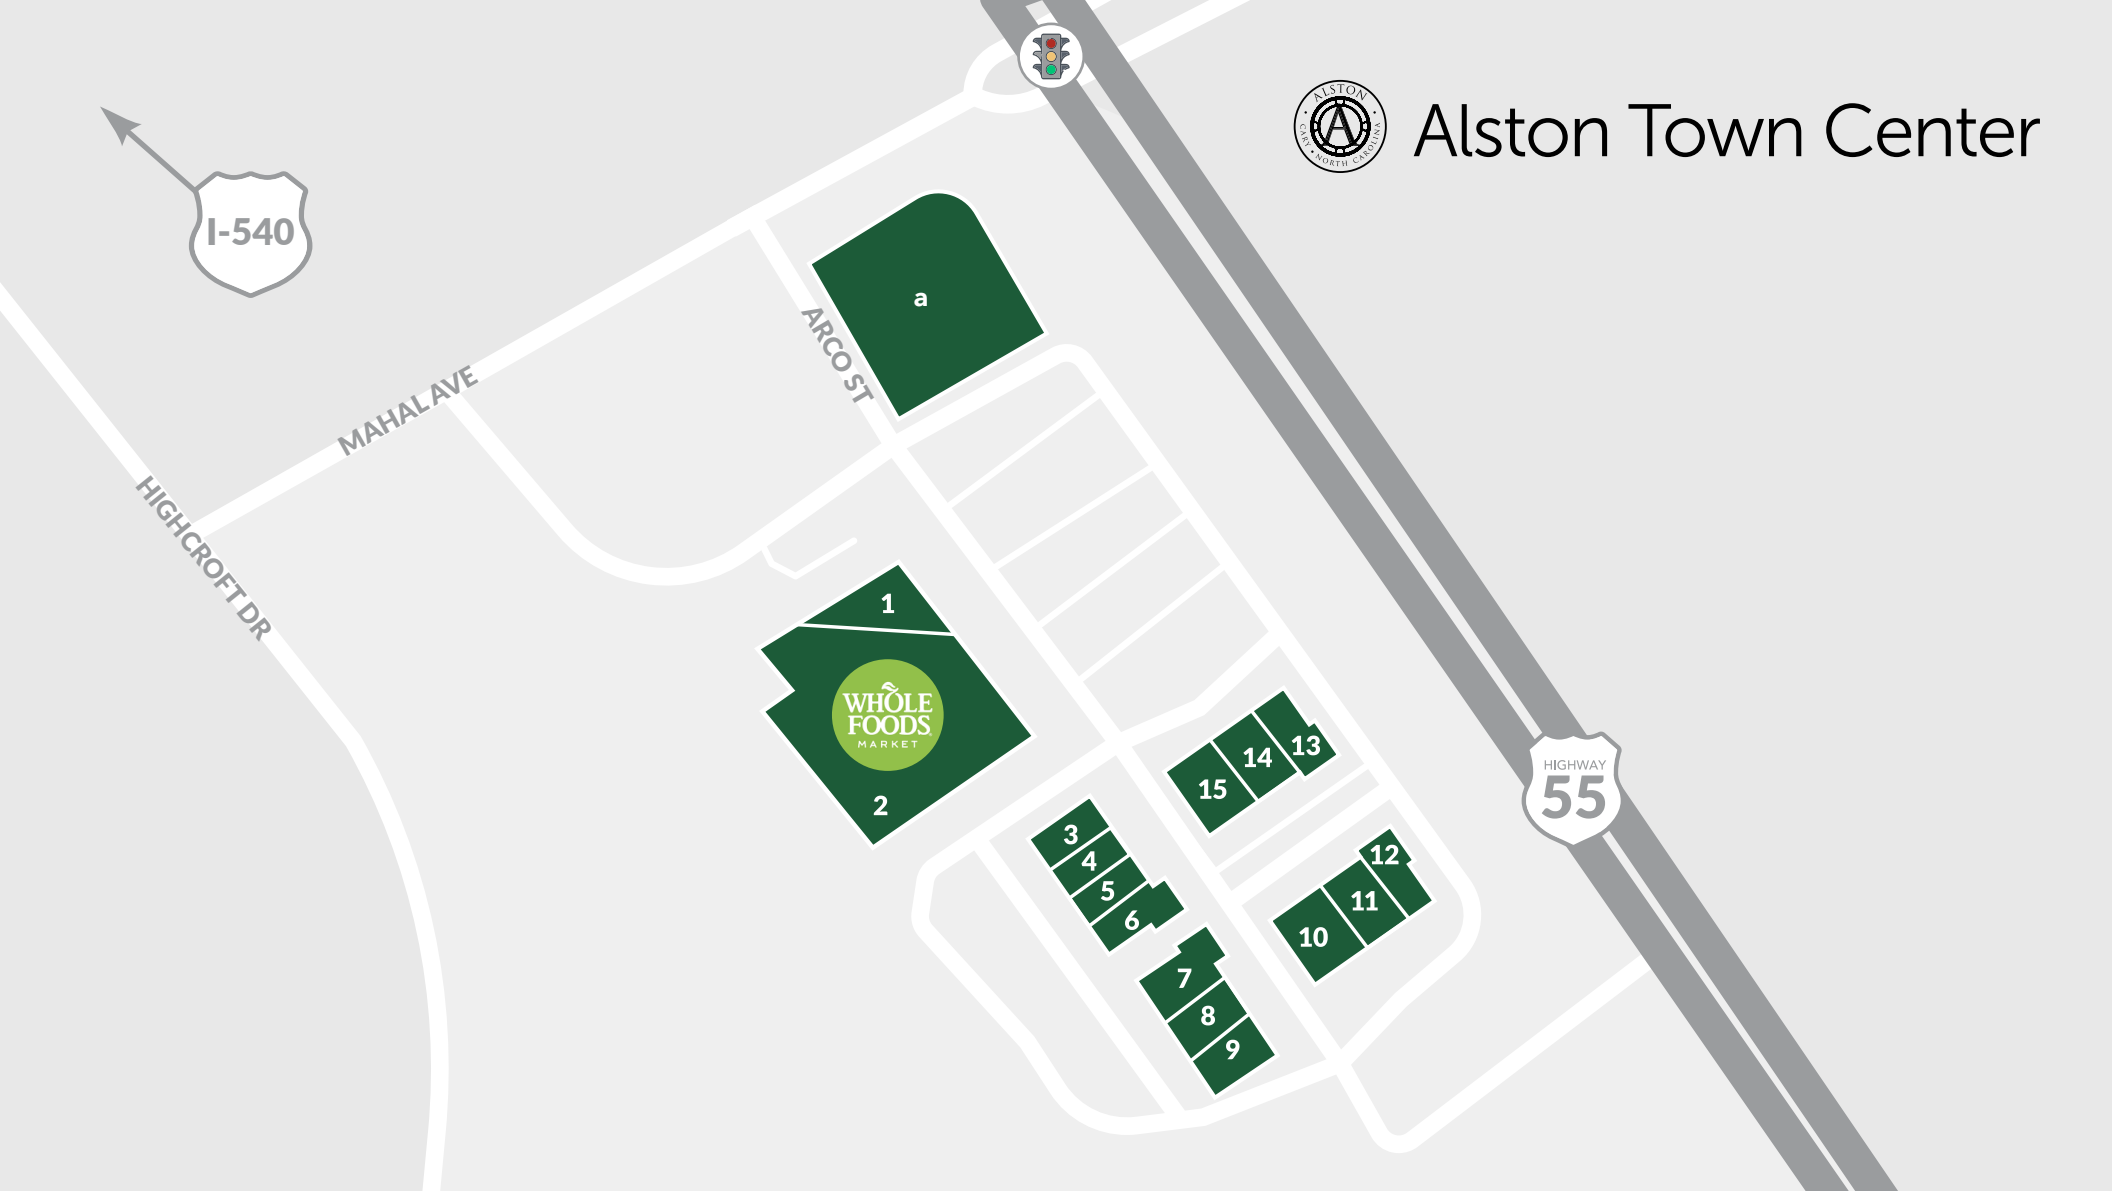 ALSTON
A
CARY • NORTH CAROLINA
Alston Town Center
I-540
a
ARCO ST
MAHAL AVE
HIGHCROFT DR
1
WHOLE
FOODS
MARKET
2
13
14
15
HIGHWAY
55
3
4
5
6
12
11
10
7
8
9